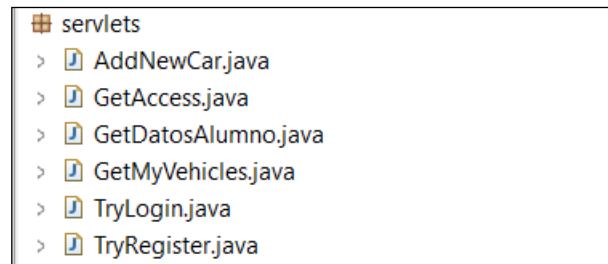 servlets
AddNewCar.java
GetAccess.java
GetDatosAlumno.java
GetMyVehicles.java
TryLogin.java
TryRegister.java